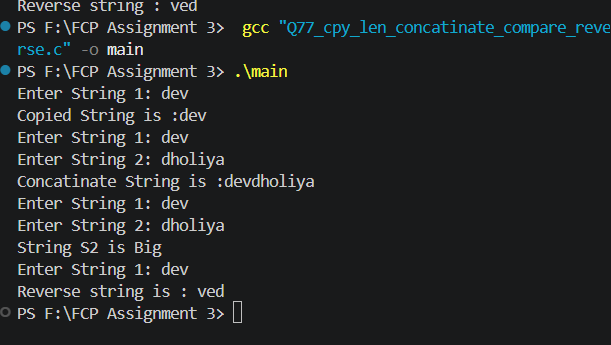 Reverse string : ved
PS F:\FCP Assignment 3>  gcc "Q77_cpy_len_concatinate_compare_reve
rse.c" -o main
PS F:\FCP Assignment 3> .\main
Enter String 1: dev
Copied String is :dev
Enter String 1: dev
Enter String 2: dholiya
Concatinate String is :devdholiya
Enter String 1: dev
Enter String 2: dholiya
String S2 is Big
Enter String 1: dev
Reverse string is : ved
PS F:\FCP Assignment 3>